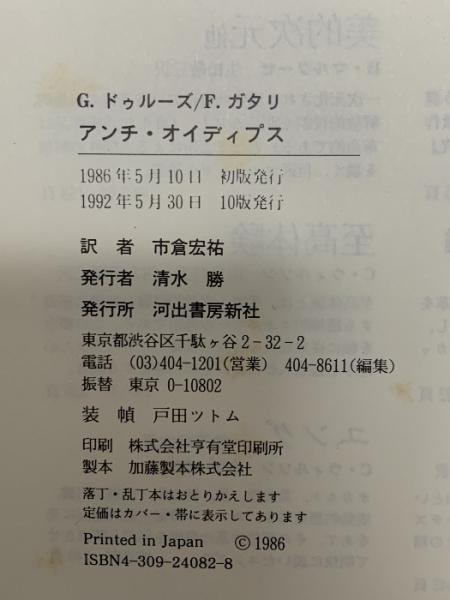 G. ドゥルーズ/F. ガタリ
アンチ・オイディプス
1986年5月10日 初版発行
1992年5月30日 10版発行
訳 者 市倉宏祐
発行者 清水 勝
発行所 河出書房新社
東京都渋谷区千駄ヶ谷2-32-2
電話 (03)404-1201(営業) 404-8611(編集)
振替 東京 0-10802
装 幀 戸田ツトム
印刷 株式会社亨有堂印刷所
製本 加藤製本株式会社
落丁・乱丁本はおとりかえします
定価はカバー・帯に表示してあります
Printed in Japan ©1986
ISBN4-309-24082-8